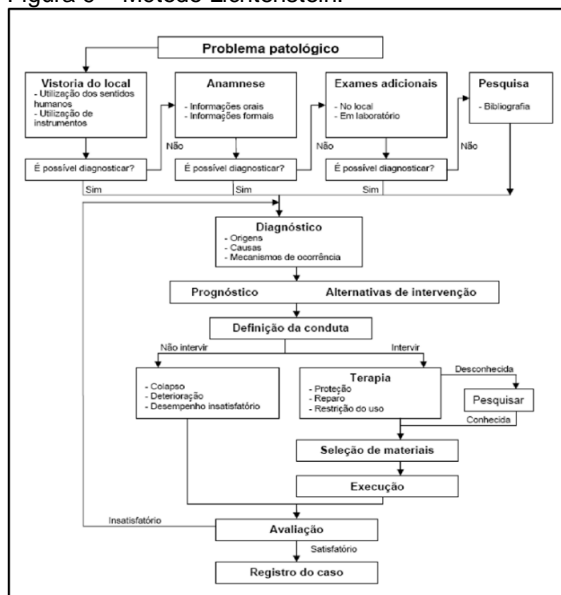 Problema patológico
Vistoria do local
- Utilização dos sentidos
humanos
- Utilização de
instrumentos
Anamnese
- Informações orais
- Informações formais
Exames adicionais
- No local
- Em laboratório
Pesquisa
- Bibliografia
Não
Não
Não
É possível diagnosticar?
É possível diagnosticar?
É possível diagnosticar?
Sim
Sim
Sim
Diagnóstico
- Origens
- Causas
- Mecanismos de ocorrência
Prognóstico
Alternativas de intervenção
Definição da conduta
Não intervir
Intervir
- Colapso
- Deterioração
- Desempenho insatisfatório
Terapia
- Proteção
- Reparo
- Restrição do uso
Desconhecida
Pesquisar
Conhecida
Seleção de materiais
Execução
Insatisfatório
Avaliação
Satisfatório
Registro do caso